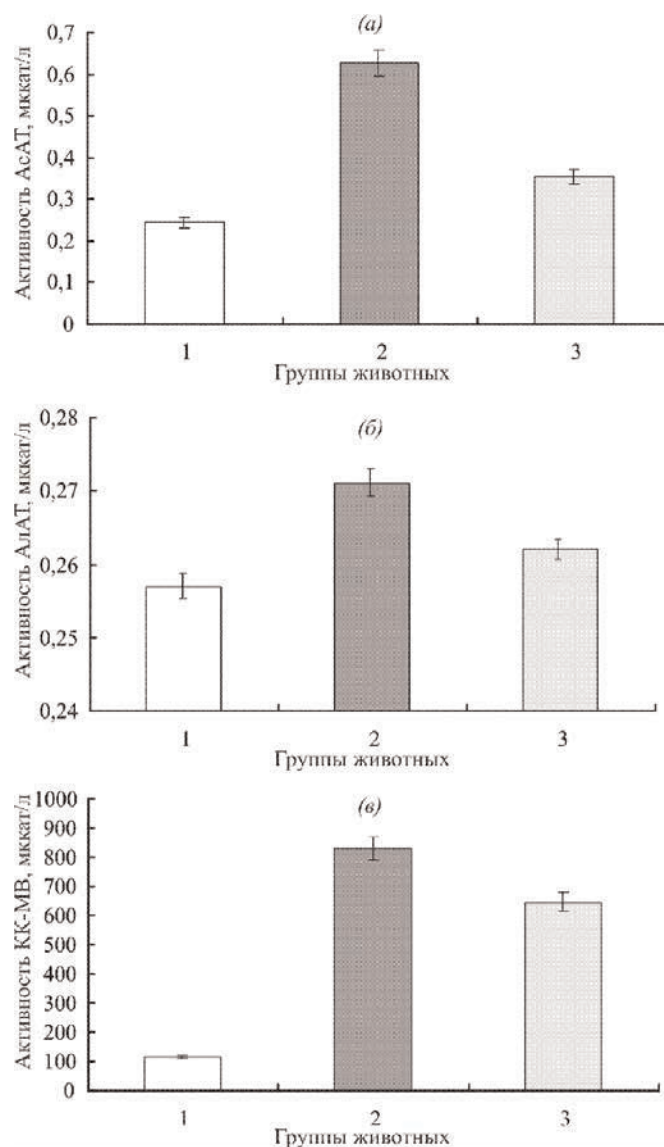 (а)
Активность АсАТ, мккат/л
0,7
0,6
0,5
0,4
0,3
0,2
0,1
0
1 2 3
Группы животных
(б)
Активность АлАТ, мккат/л
0,28
0,27
0,26
0,25
0,24
1 2 3
Группы животных
(в)
Активность КК-МВ, мккат/л
1000
900
800
700
600
500
400
300
200
100
0
1 2 3
Группы животных